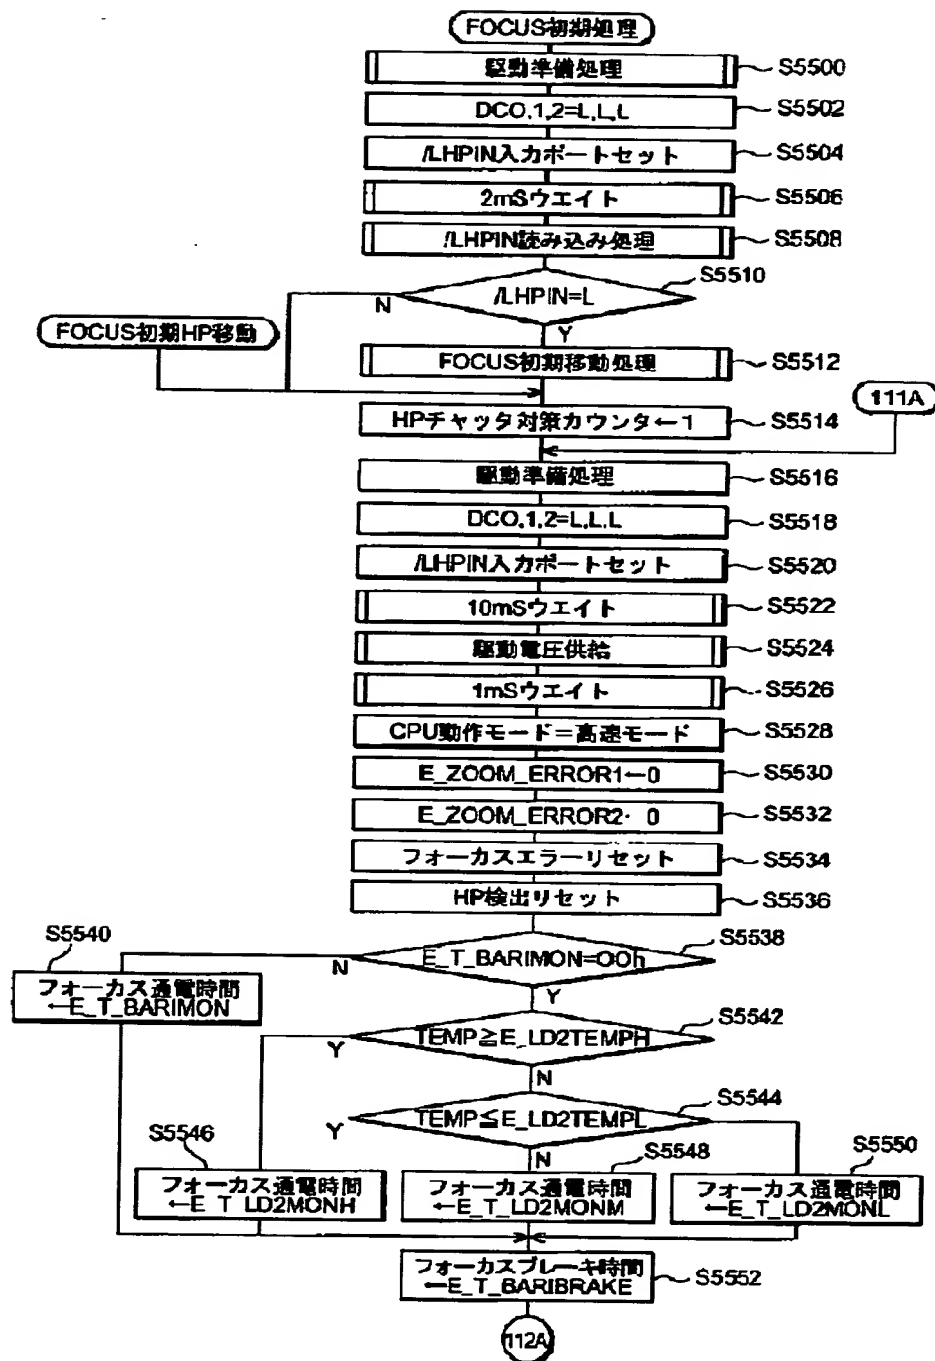 FOCUS初期処理
駆動準備処理
S5500
DC0,1,2=L,L,L
S5502
/LHPIN入力ポートセット
S5504
2mSウエイト
S5506
/LHPIN読み込み処理
S5508
/LHPIN=L
S5510
N
Y
FOCUS初期HP移動
FOCUS初期移動処理
S5512
111A
HPチャッタ対策カウンタ←1
S5514
駆動準備処理
S5516
DC0,1,2=L,L,L
S5518
/LHPIN入力ポートセット
S5520
10mSウエイト
S5522
駆動電圧供給
S5524
1mSウエイト
S5526
CPU動作モード=高速モード
S5528
E_ZOOM_ERROR1←0
S5530
E_ZOOM_ERROR2· 0
S5532
フォーカスエラーリセット
S5534
HP検出リセット
S5536
E_T_BARIMON=00h
S5538
N
Y
S5540
フォーカス通電時間
←E_T_BARIMON
TEMP≧E_LD2TEMPH
S5542
Y
N
TEMP≦E_LD2TEMPL
S5544
Y
N
S5546
フォーカス通電時間
←E_T_LD2MONH
S5548
フォーカス通電時間
←E_T_LD2MONM
S5550
フォーカス通電時間
←E_T_LD2MONL
フォーカスブレーキ時間
←E_T_BARIBRAKE
S5552
112A